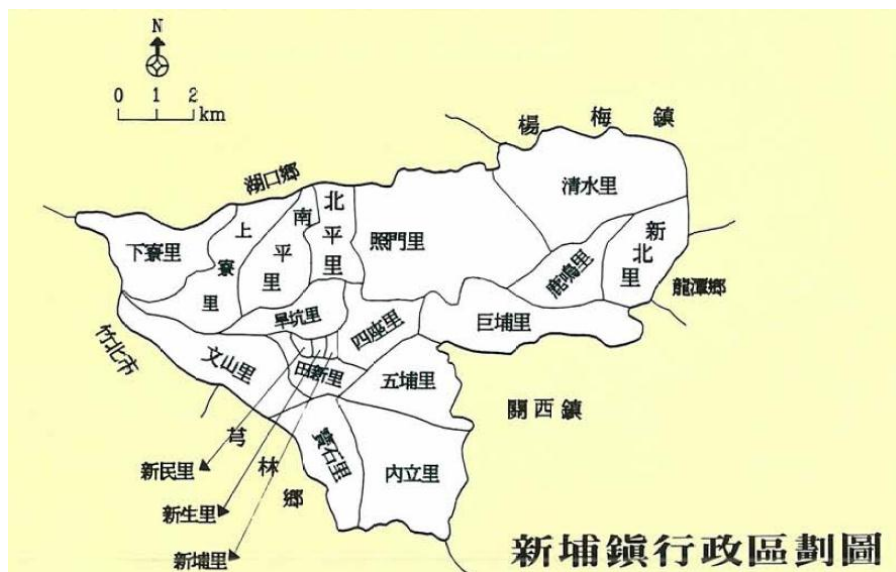 N
0 1 2
km
楊梅鎮
湖口鄉
清水里
北平里
南平里
上寮里
下寮里
照門里
新北里
鹿鳴里
龍潭鄉
旱坑里
四座里
巨埔里
竹北市
文山里
田新里
五埔里
關西鎮
芎林鄉
寶石里
內立里
新民里
新生里
新埔里
新埔鎮行政區劃圖